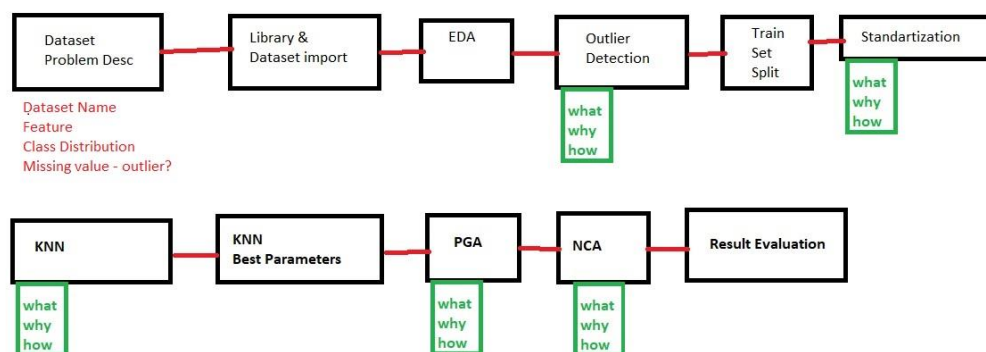 Dataset
Problem Desc
Library &
Dataset import
EDA
Outlier
Detection
Train
Set
Split
Standartization
Dataset Name
Feature
Class Distribution
Missing value - outlier?
what
why
how
what
why
how
KNN
KNN
Best Parameters
PGA
NCA
Result Evaluation
what
why
how
what
why
how
what
why
how